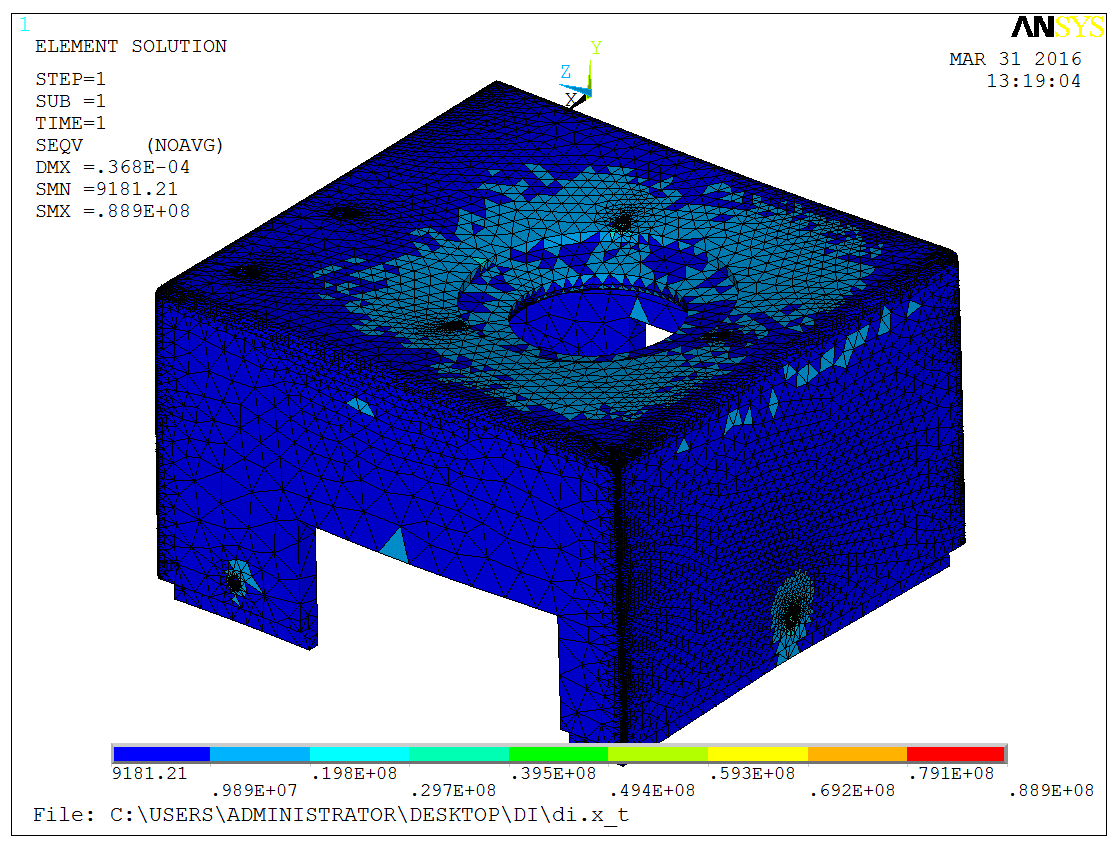 1
ANSYS
ELEMENT SOLUTION
MAR 31 2016
13:19:04
STEP=1
SUB =1
TIME=1
SEQV (NOAVG)
DMX =.368E-04
SMN =9181.21
SMX =.889E+08
Y
Z
X
9181.21 .198E+08 .395E+08 .593E+08 .791E+08
.989E+07 .297E+08 .494E+08 .692E+08 .889E+08
File: C:\USERS\ADMINISTRATOR\DESKTOP\DI\di.x_t